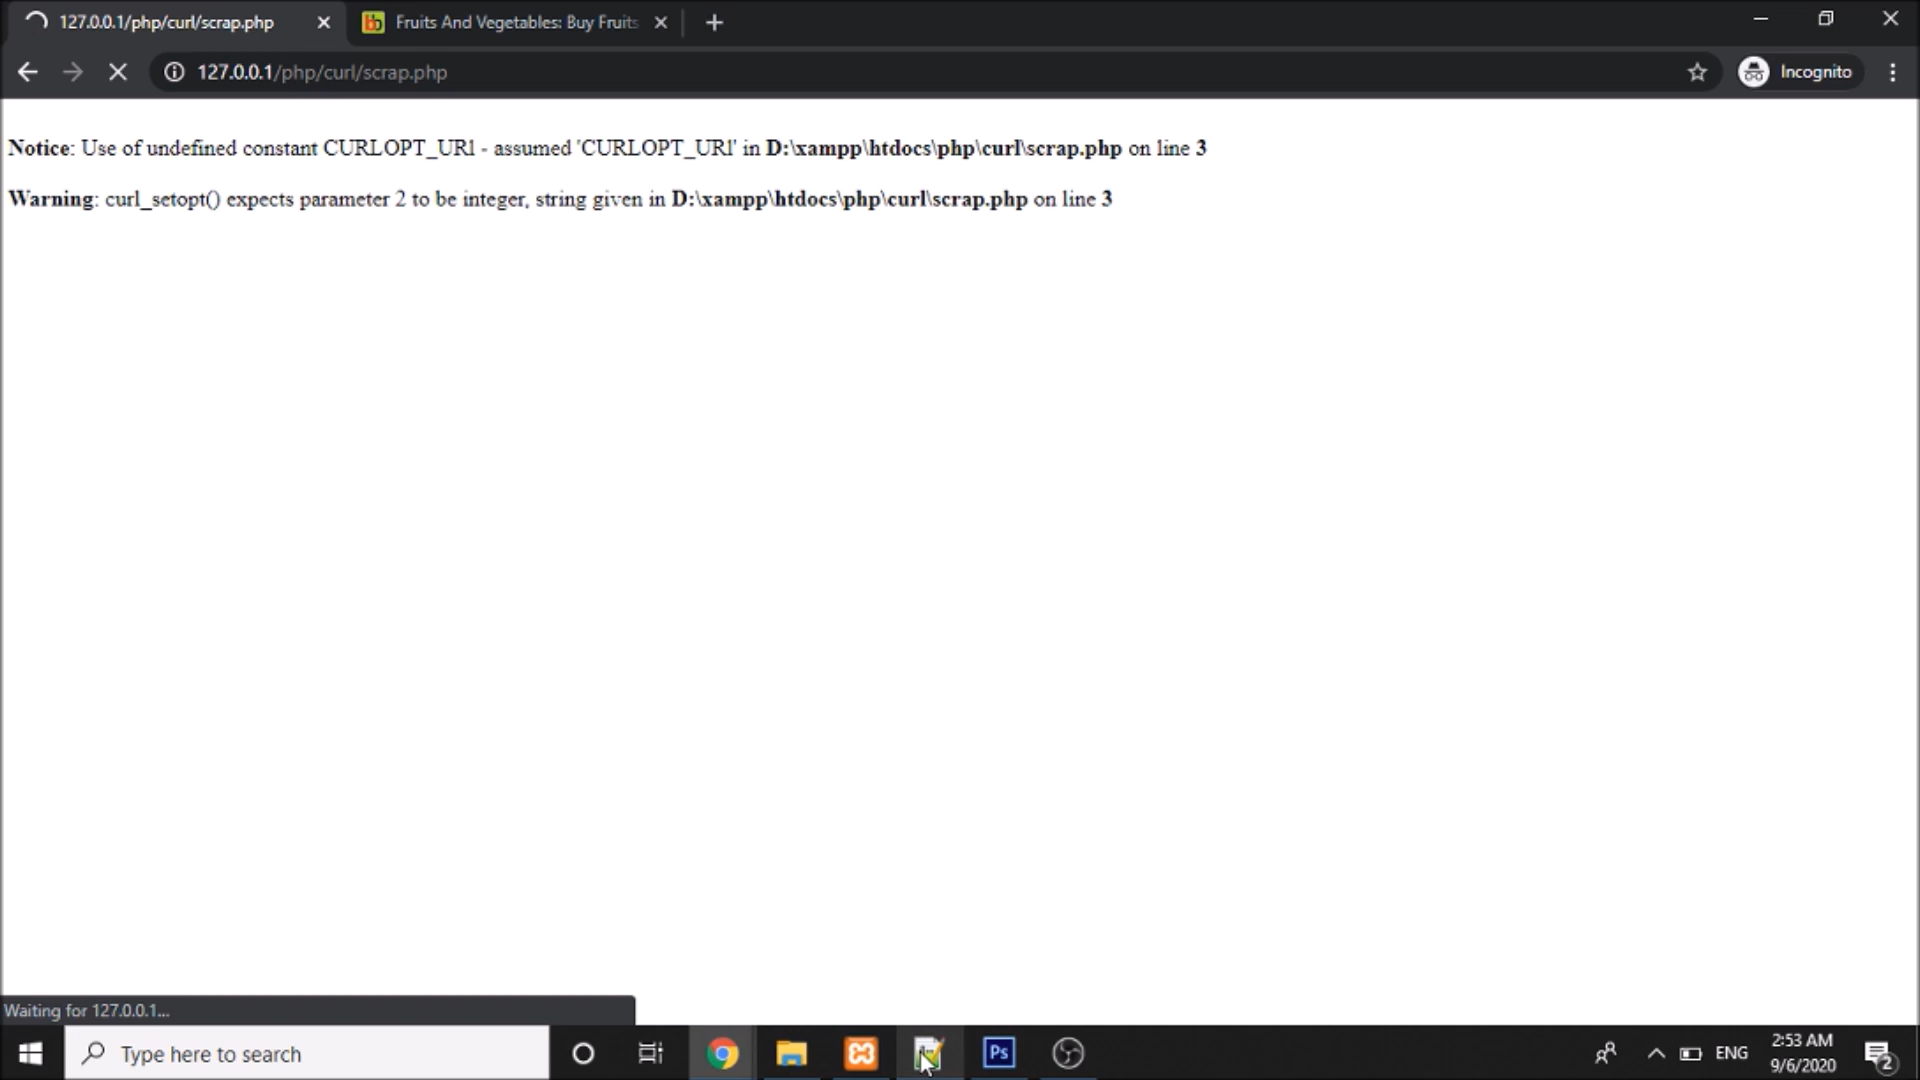 127.0.0.1/php/curl/scrap.php
Fruits And Vegetables: Buy Fruits
127.0.0.1/php/curl/scrap.php
Incognito
Notice: Use of undefined constant CURLOPT_URl - assumed 'CURLOPT_URl' in D:\xampp\htdocs\php\curl\scrap.php on line 3
Warning: curl_setopt() expects parameter 2 to be integer, string given in D:\xampp\htdocs\php\curl\scrap.php on line 3
Waiting for 127.0.0.1...
Type here to search
Ps
ENG
2:53 AM
9/6/2020
2